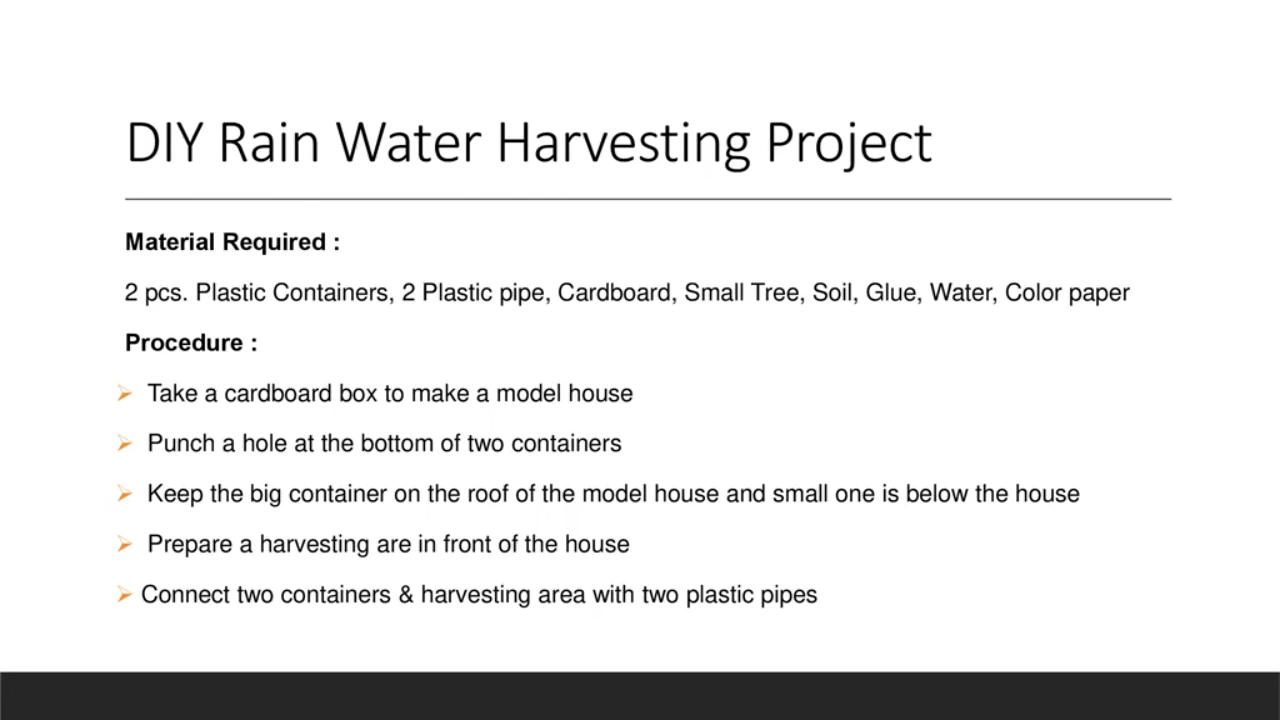 DIY Rain Water Harvesting Project
Material Required :
2 pcs. Plastic Containers, 2 Plastic pipe, Cardboard, Small Tree, Soil, Glue, Water, Color paper
Procedure :
Take a cardboard box to make a model house
Punch a hole at the bottom of two containers
Keep the big container on the roof of the model house and small one is below the house
Prepare a harvesting are in front of the house
Connect two containers & harvesting area with two plastic pipes